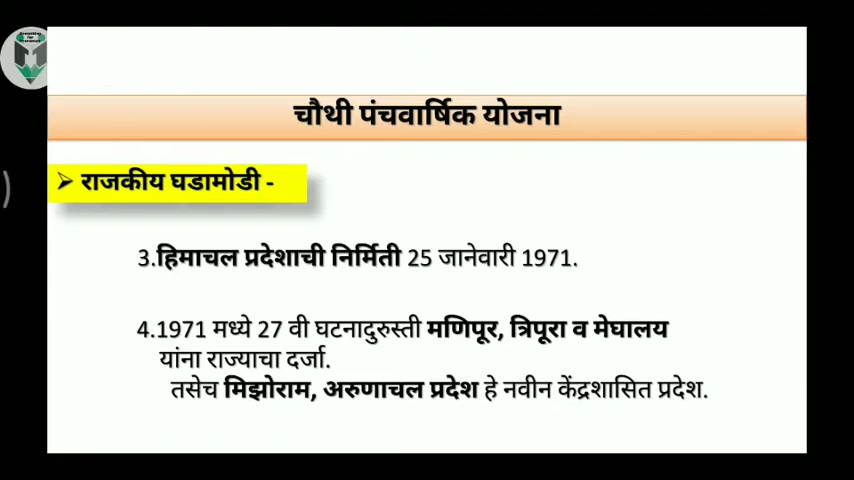 चौथी पंचवार्षिक योजना
➢ राजकीय घडामोडी -
3.हिमाचल प्रदेशाची निर्मिती 25 जानेवारी 1971.
4.1971 मध्ये 27 वी घटनादुरुस्ती मणिपूर, त्रिपूरा व मेघालय
यांना राज्याचा दर्जा.
तसेच मिझोराम, अरुणाचल प्रदेश हे नवीन केंद्रशासित प्रदेश.